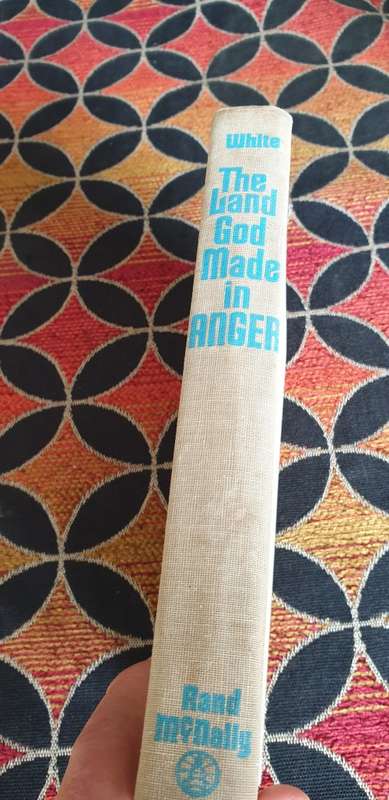 White
The
Land
God
Made
in
ANGER
Rand
McNally